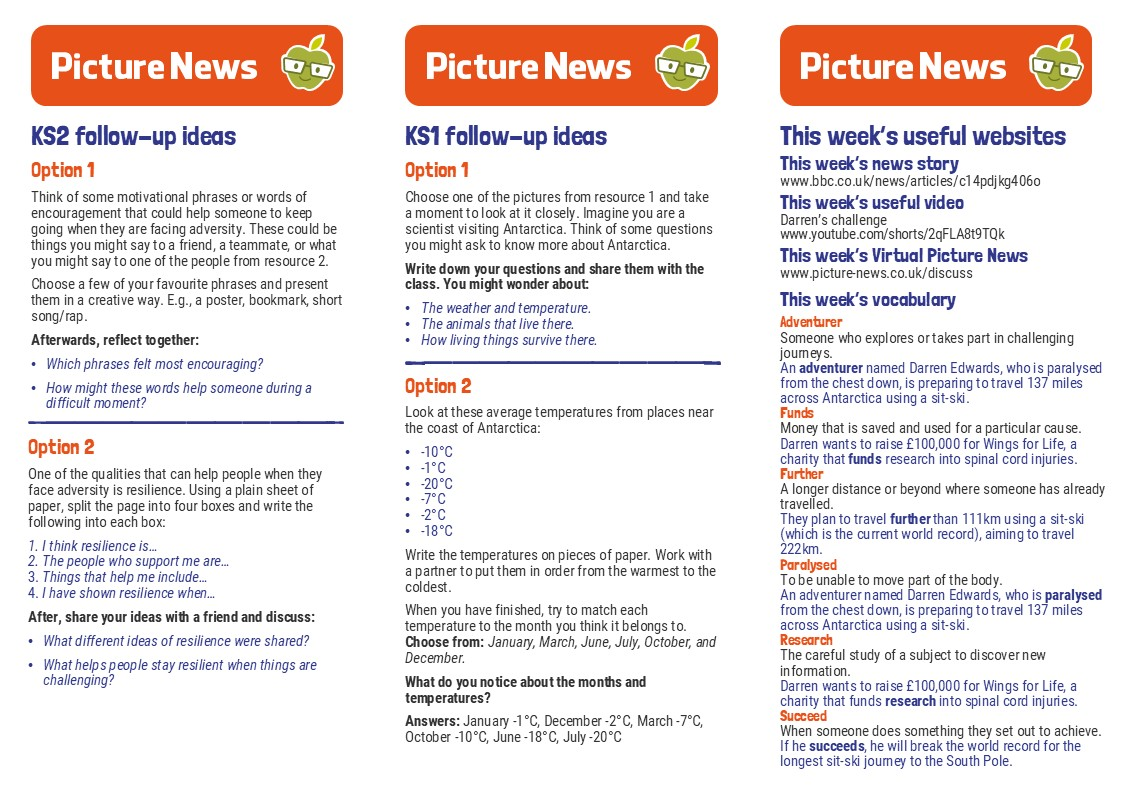 Picture News
KS2 follow-up ideas
Option 1
Think of some motivational phrases or words of
encouragement that could help someone to keep
going when they are facing adversity. These could be
things you might say to a friend, a teammate, or what
you might say to one of the people from resource 2.
Choose a few of your favourite phrases and present
them in a creative way. E.g., a poster, bookmark, short
song/rap.
Afterwards, reflect together:
• Which phrases felt most encouraging?
• How might these words help someone during a
difficult moment?
Option 2
One of the qualities that can help people when they
face adversity is resilience. Using a plain sheet of
paper, split the page into four boxes and write the
following into each box:
1. I think resilience is...
2. The people who support me are...
3. Things that help me include...
4. I have shown resilience when...
After, share your ideas with a friend and discuss:
• What different ideas of resilience were shared?
• What helps people stay resilient when things are
challenging?
Picture News
KS1 follow-up ideas
Option 1
Choose one of the pictures from resource 1 and take
a moment to look at it closely. Imagine you are a
scientist visiting Antarctica. Think of some questions
you might ask to know more about Antarctica.
Write down your questions and share them with the
class. You might wonder about:
• The weather and temperature.
• The animals that live there.
• How living things survive there.
Option 2
Look at these average temperatures from places near
the coast of Antarctica:
• -10°C
• -1°C
• -20°C
• -7°C
• -2°C
• -18°C
Write the temperatures on pieces of paper. Work with
a partner to put them in order from the warmest to the
coldest.
When you have finished, try to match each
temperature to the month you think it belongs to.
Choose from: January, March, June, July, October, and
December.
What do you notice about the months and
temperatures?
Answers: January -1°C, December -2°C, March -7°C,
October -10°C, June -18°C, July -20°C
Picture News
This week's useful websites
This week's news story
www.bbc.co.uk/news/articles/c14pdjkg406o
This week's useful video
Darren's challenge
www.youtube.com/shorts/2qFLA8t9TQk
This week's Virtual Picture News
www.picture-news.co.uk/discuss
This week's vocabulary
Adventurer
Someone who explores or takes part in challenging
journeys.
An adventurer named Darren Edwards, who is paralysed
from the chest down, is preparing to travel 137 miles
across Antarctica using a sit-ski.
Funds
Money that is saved and used for a particular cause.
Darren wants to raise £100,000 for Wings for Life, a
charity that funds research into spinal cord injuries.
Further
A longer distance or beyond where someone has already
travelled.
They plan to travel further than 111km using a sit-ski
(which is the current world record), aiming to travel
222km.
Paralysed
To be unable to move part of the body.
An adventurer named Darren Edwards, who is paralysed
from the chest down, is preparing to travel 137 miles
across Antarctica using a sit-ski.
Research
The careful study of a subject to discover new
information.
Darren wants to raise £100,000 for Wings for Life, a
charity that funds research into spinal cord injuries.
Succeed
When someone does something they set out to achieve.
If he succeeds, he will break the world record for the
longest sit-ski journey to the South Pole.